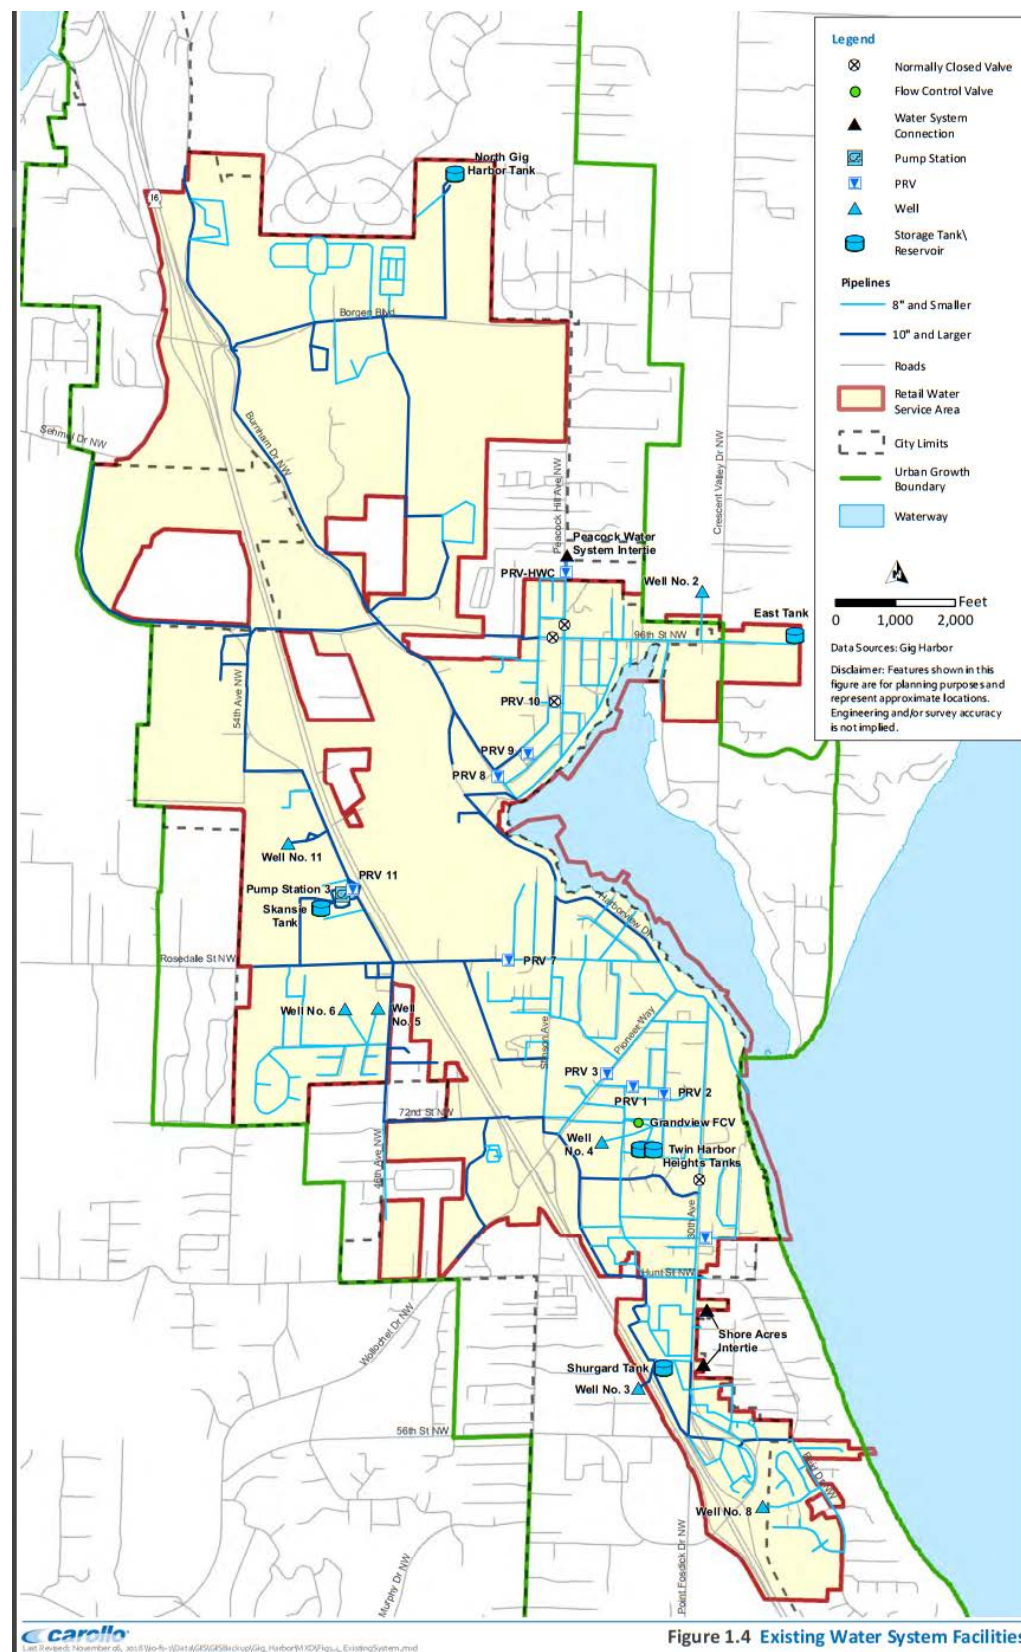 Legend
Normally Closed Valve
Flow Control Valve
Water System
Connection
Pump Station
PRV
Well
Storage Tank\
Reservoir
Pipelines
8" and Smaller
10" and Larger
Roads
Retail Water
Service Area
City Limits
Urban Growth
Boundary
Waterway
Feet
0 1,000 2,000
Data Sources: Gig Harbor
Disclaimer: Features shown in this
figure are for planning purposes and
represent approximate locations.
Engineering and/or survey accuracy
is not implied.
North Gig
Harbor Tank
16
Borgen Blvd
Sehmel Dr NW
Burnham Dr NW
Peacock Hill Ave NW
Crescent Valley Dr NW
Peacock Water
System Intertie
PRV-HWC
Well No. 2
East Tank
96th St NW
54th Ave NW
PRV 10
PRV 9
PRV 8
Well No. 11
PRV 11
Pump Station 3
Skansie
Tank
Harborview Dr
Rosedale St NW
PRV 7
Well No. 6
Well
No. 5
Stinson Ave
Pioneer Way
PRV 3
PRV 1
PRV 2
72nd St NW
Grandview FCV
Well
No. 4
Twin Harbor
Heights Tanks
46th Ave NW
30th Ave
Hunt St NW
Wollochet Dr NW
Shore Acres
Intertie
Shurgard Tank
Well No. 3
56th St NW
Reid Dr NW
Well No. 8
Point Fosdick Dr NW
Murphy Dr NW
carollo
Figure 1.4 Existing Water System Facilities